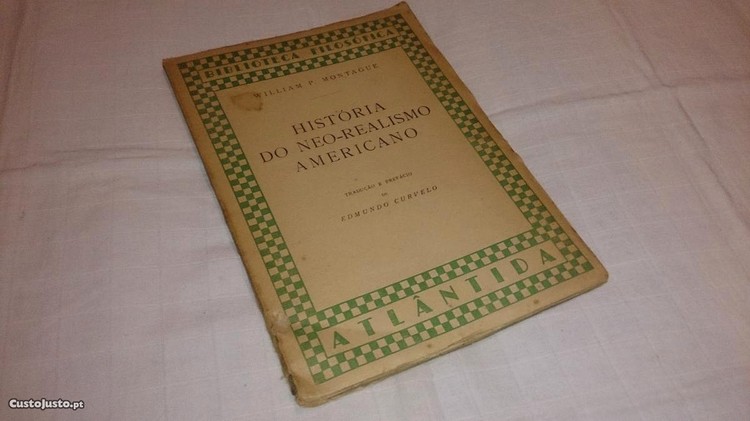 BIBLIOTECA FILOSÓFICA
WILLIAM P. MONTAGUE
HISTÓRIA
DO NEO-REALISMO
AMERICANO
TRADUÇÃO E PREFÁCIO
DE
EDMUNDO CURVELO
ATLÂNTIDA
CustoJusto.pt